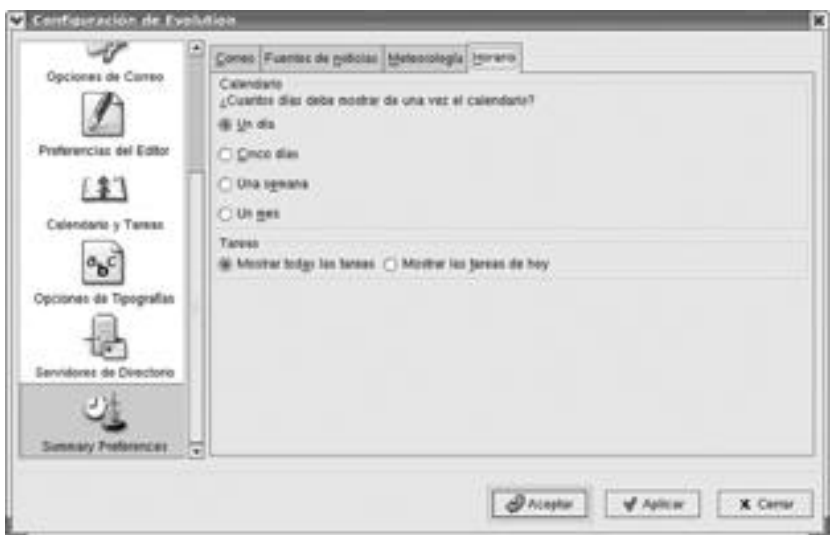 Configuración de Evolution
Opciones de Correo
Preferencias del Editor
Calendario y Tareas
Opciones de Tipografías
Servidores de Directorio
Summary Preferences
Correo Fuentes de noticias Meteorología Horario
Calendario
¿Cuantos días debe mostrar de una vez el calendario?
Un día
Cinco días
Una semana
Un mes
Tareas
Mostrar todas las tareas Mostrar las tareas de hoy
Aceptar Aplicar Cerrar